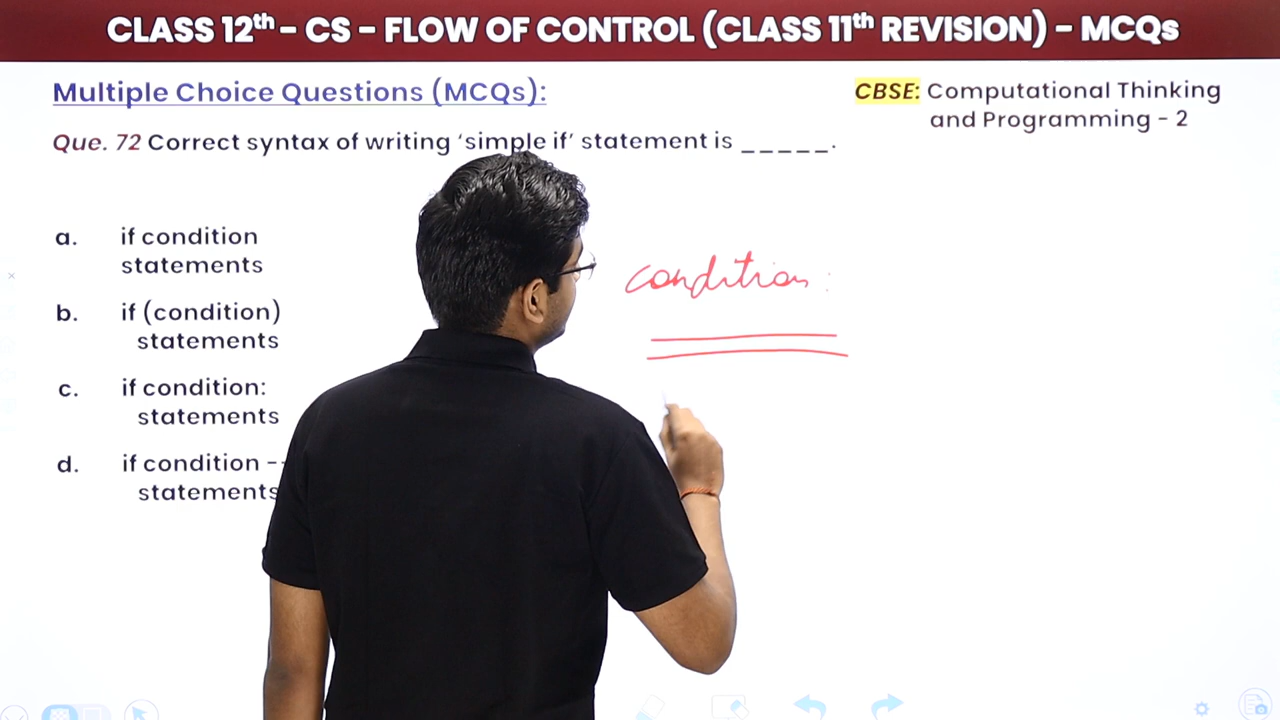 CLASS 12th - CS - FLOW OF CONTROL (CLASS 11th REVISION) - MCQs
Multiple Choice Questions (MCQs):
CBSE: Computational Thinking
and Programming - 2
Que. 72 Correct syntax of writing ‘simple if’ statement is _____.
a. if condition
statements
b. if (condition)
statements
c. if condition:
statements
d. if condition -
statements
condition :